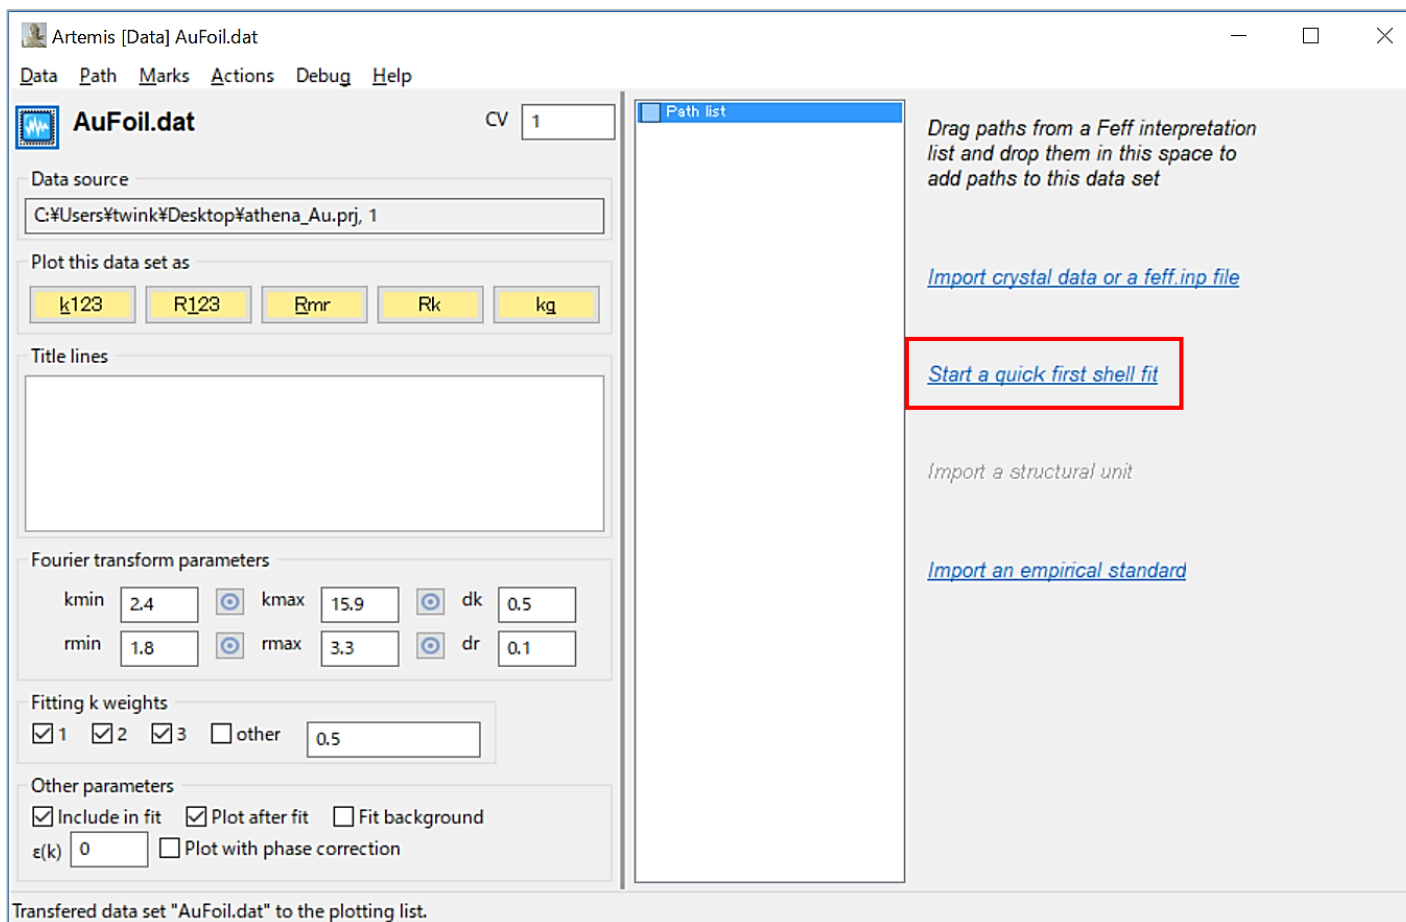 Artemis [Data] AuFoil.dat
Data Path Marks Actions Debug Help
AuFoil.dat
CV 1
Data source
C:¥Users¥twink¥Desktop¥athena_Au.prj, 1
Plot this data set as
k123 R123 Rmr Rk kq
Title lines
Fourier transform parameters
kmin 2.4 kmax 15.9 dk 0.5
rmin 1.8 rmax 3.3 dr 0.1
Fitting k weights
1 2 3 other 0.5
Other parameters
Include in fit Plot after fit Fit background
ε(k) 0 Plot with phase correction
Path list
Drag paths from a Feff interpretation
list and drop them in this space to
add paths to this data set
Import crystal data or a feff.inp file
Start a quick first shell fit
Import a structural unit
Import an empirical standard
Transfered data set "AuFoil.dat" to the plotting list.